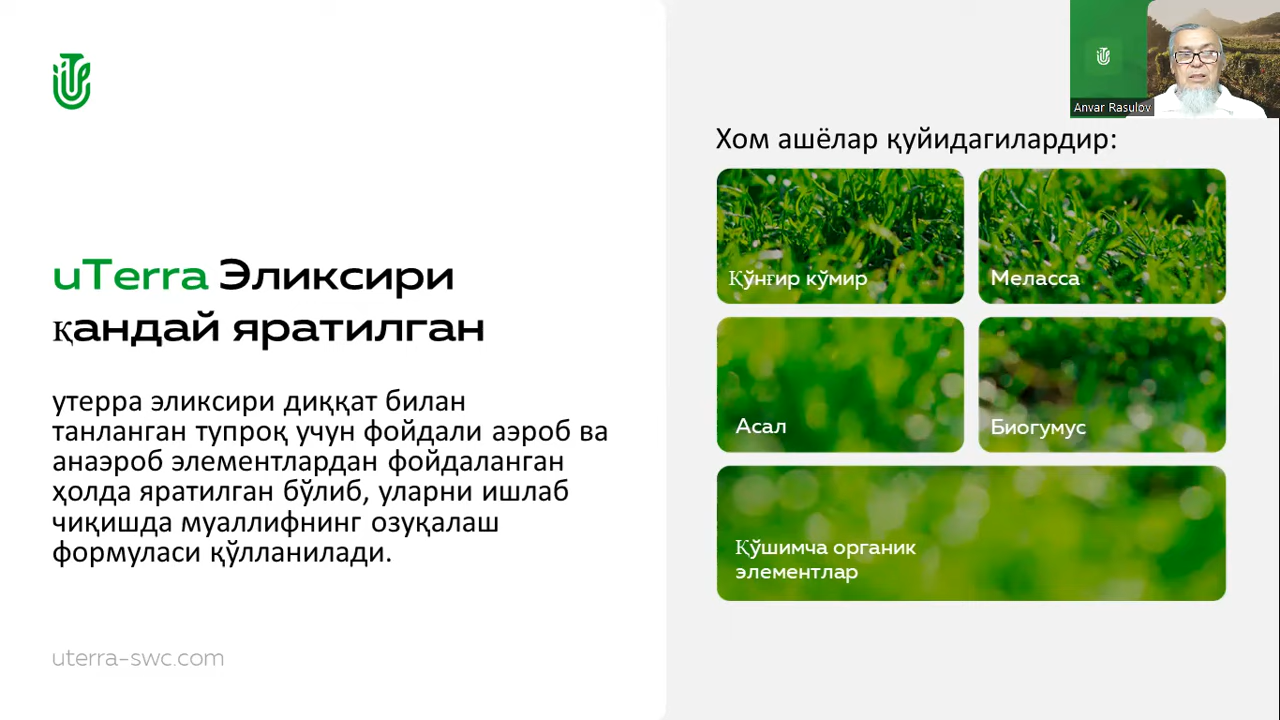 uTerra Эликсири
қандай яратилган
утерра эликсири диққат билан
танланган тупроқ учун фойдали аэроб ва
анаэроб элементлардан фойдаланган
ҳолда яратилган бўлиб, уларни ишлаб
чиқишда муаллифнинг озуқалаш
формуласи қўлланилади.
uterra-swc.com
Anvar Rasulov
Хом ашёлар қуйидагилардир:
Қўнғир кўмир
Меласса
Асал
Биогумус
Қўшимча органик
элементлар